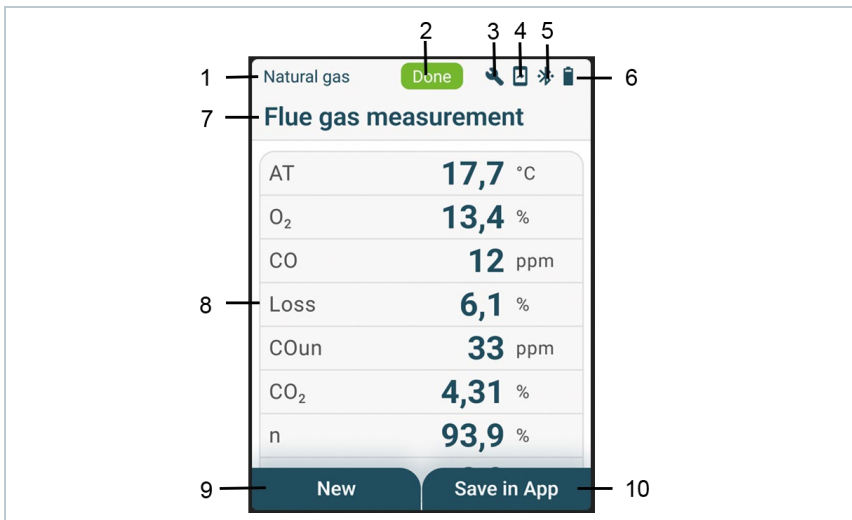 2 3 4 5
1 Natural gas Done 6
7 Flue gas measurement
AT 17,7 °C
O₂ 13,4 %
CO 12 ppm
8 Loss 6,1 %
COun 33 ppm
CO₂ 4,31 %
n 93,9 %
9 New Save in App 10